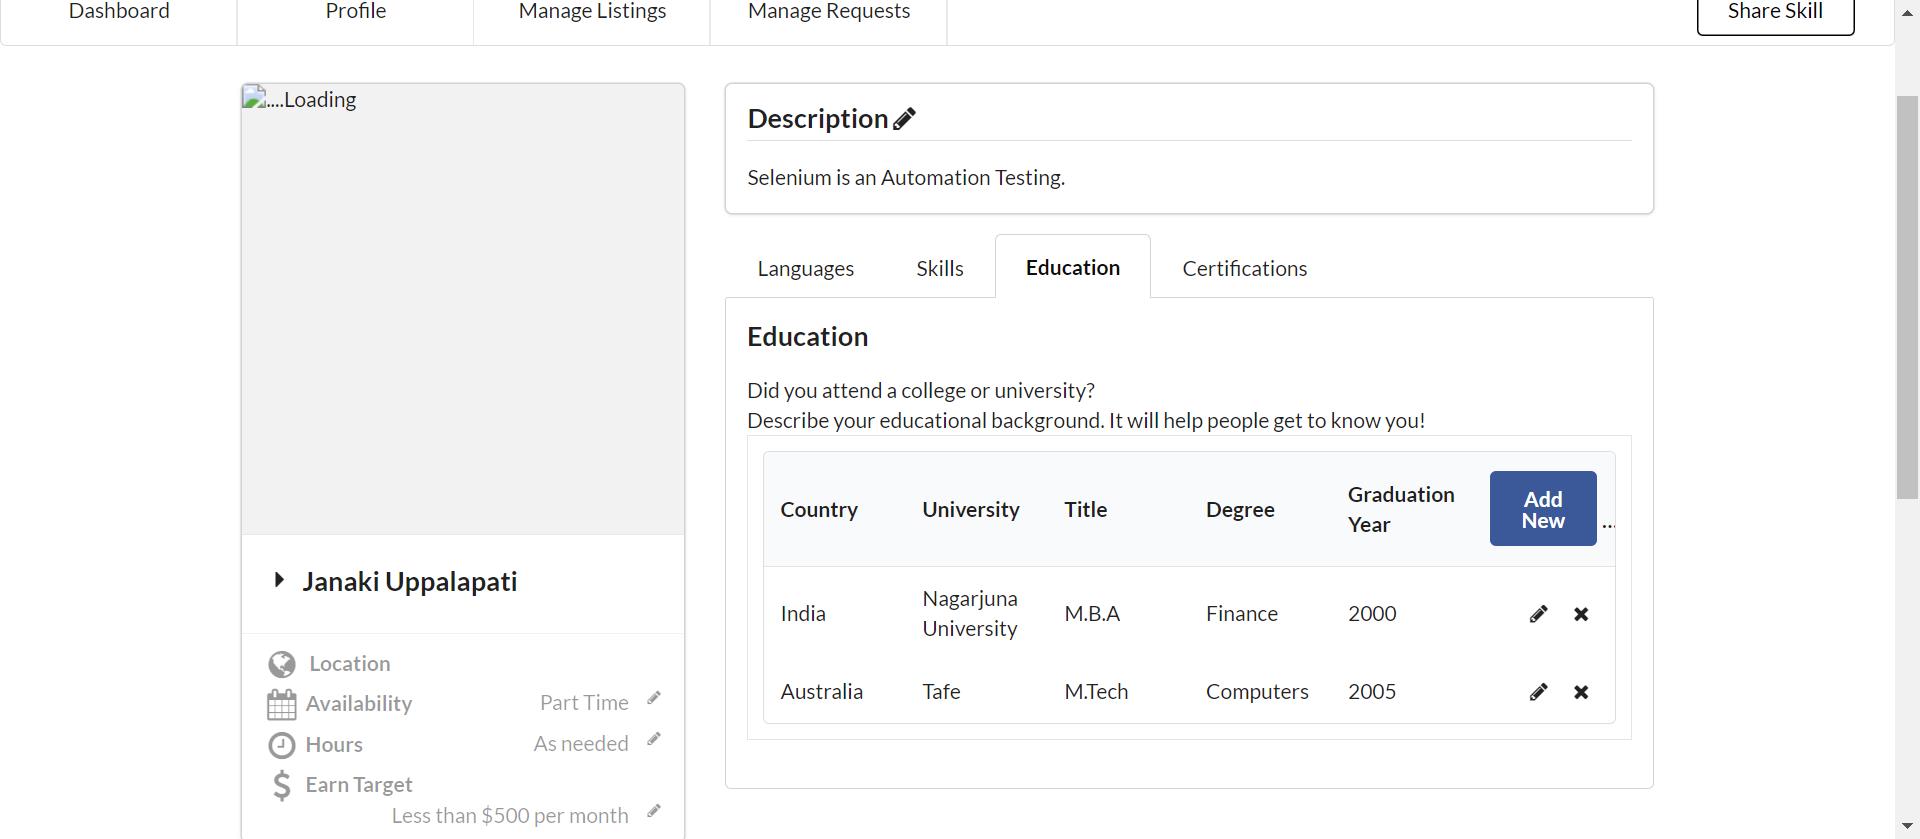 Dashboard
Profile
Manage Listings
Manage Requests
Share Skill
....Loading
Janaki Uppalapati
Location
Availability
Part Time
Hours
As needed
Earn Target
Less than $500 per month
Description
Selenium is an Automation Testing.
Languages
Skills
Education
Certifications
Education
Did you attend a college or university?
Describe your educational background. It will help people get to know you!
Country
University
Title
Degree
Graduation
Year
Add
New
...
India
Nagarjuna
University
M.B.A
Finance
2000
Australia
Tafe
M.Tech
Computers
2005